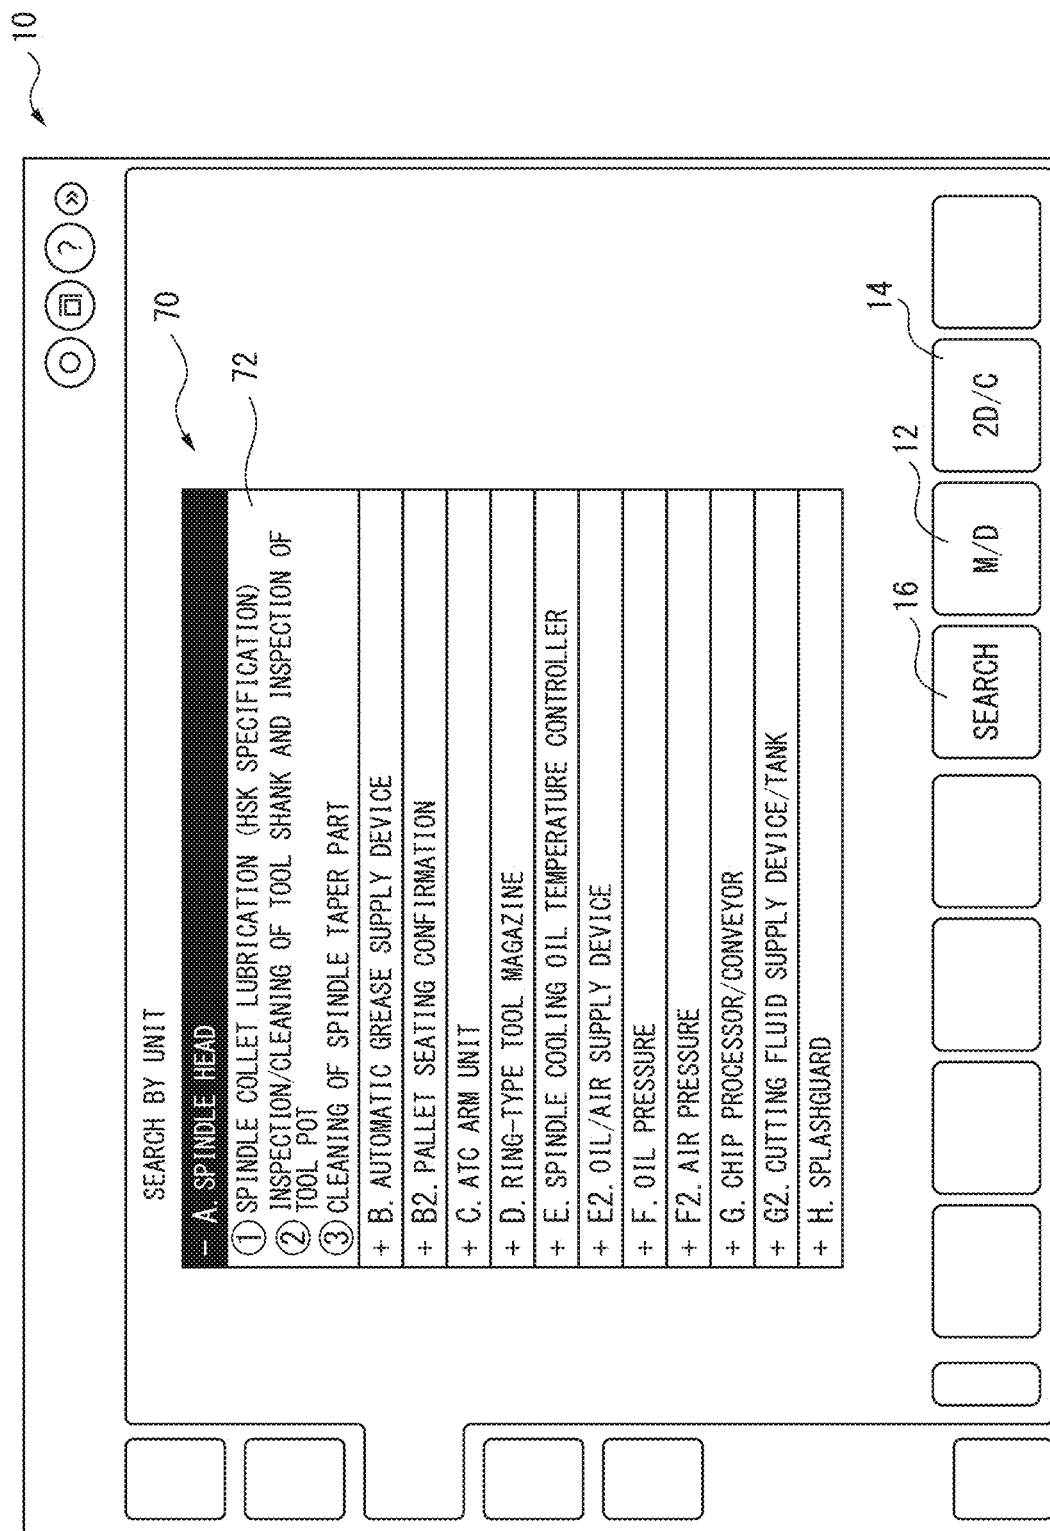 10
?
SEARCH BY UNIT
70
72
- A. SPINDLE HEAD
① SPINDLE COLLET LUBRICATION (HSK SPECIFICATION)
② INSPECTION/CLEANING OF TOOL SHANK AND INSPECTION OF
TOOL POT
③ CLEANING OF SPINDLE TAPER PART
+ B. AUTOMATIC GREASE SUPPLY DEVICE
+ B2. PALLET SEATING CONFIRMATION
+ C. ATC ARM UNIT
+ D. RING-TYPE TOOL MAGAZINE
+ E. SPINDLE COOLING OIL TEMPERATURE CONTROLLER
+ E2. OIL/AIR SUPPLY DEVICE
+ F. OIL PRESSURE
+ F2. AIR PRESSURE
+ G. CHIP PROCESSOR/CONVEYOR
+ G2. CUTTING FLUID SUPPLY DEVICE/TANK
+ H. SPLASHGUARD
16
12
14
SEARCH
M/D
2D/C